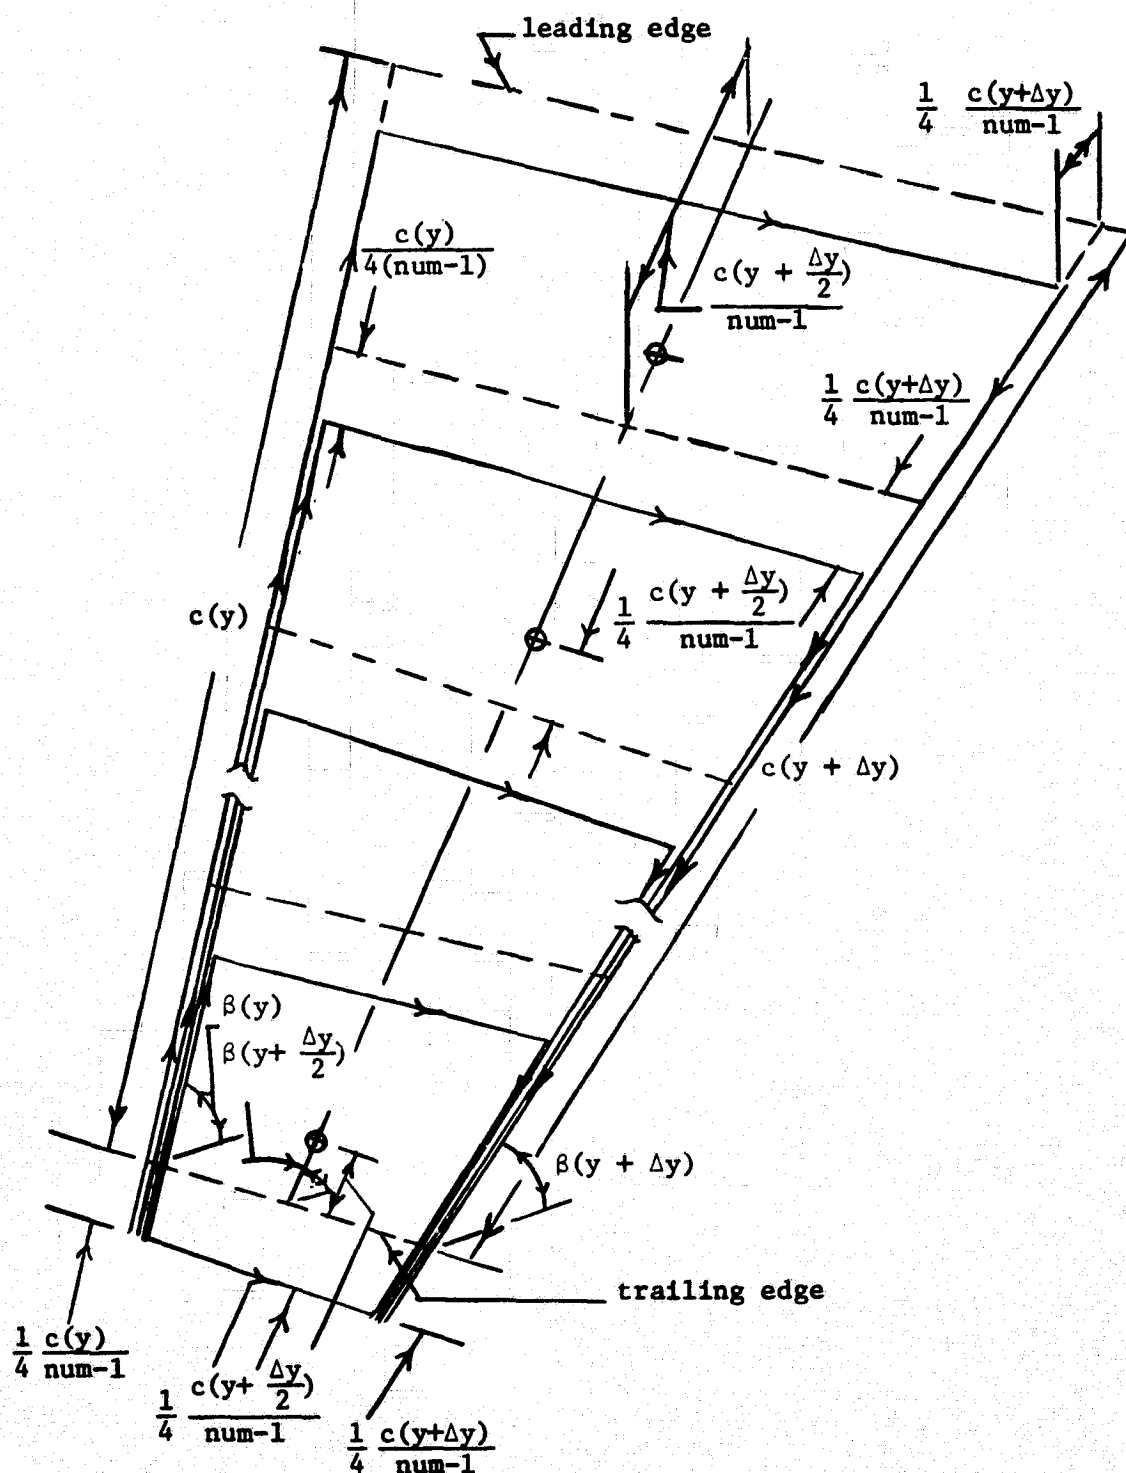 leading edge
1/4 c(y+Δy)/num-1
c(y)/4(num-1)
c(y + Δy/2)/num-1
1/4 c(y+Δy)/num-1
1/4 c(y + Δy/2)/num-1
c(y)
c(y + Δy)
β(y)
β(y+ Δy/2)
β(y + Δy)
trailing edge
1/4 c(y)/num-1
1/4 c(y+ Δy/2)/num-1
1/4 c(y+Δy)/num-1